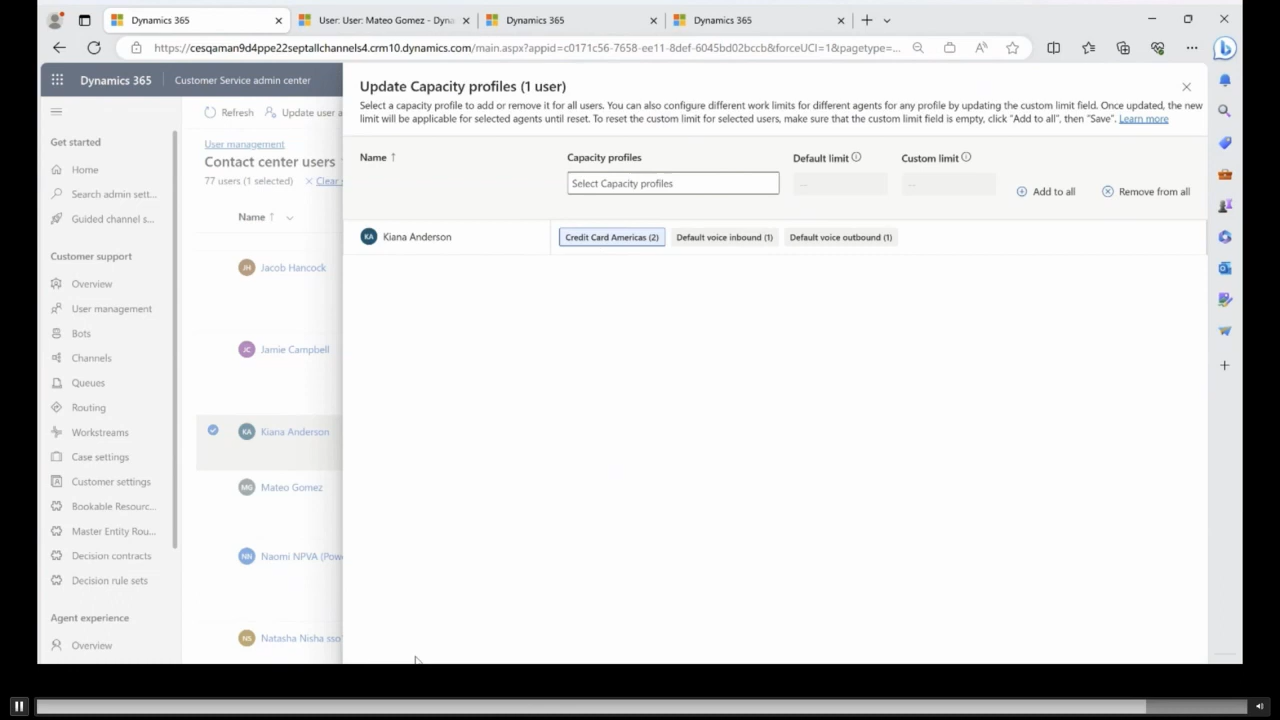 Dynamics 365
User: User: Mateo Gomez - Dyna
Dynamics 365
Dynamics 365
https://cesqaman9d4ppe22septallchannels4.crm10.dynamics.com/main.aspx?appid=c0171c56-7658-ee11-8def-6045bd02bccb&forceUCI=1&pagetype=...
Dynamics 365
Customer Service admin center
Get started
Home
Search admin sett...
Guided channel s...
Customer support
Overview
User management
Bots
Channels
Queues
Routing
Workstreams
Case settings
Customer settings
Bookable Resourc...
Master Entity Rou...
Decision contracts
Decision rule sets
Agent experience
Overview
Refresh
Update user a
User management
Contact center users
77 users (1 selected)
Clear s
Name ↑
JH Jacob Hancock
JC Jamie Campbell
KA Kiana Anderson
MG Mateo Gomez
NN Naomi NPVA (Pow
NS Natasha Nisha sso
Update Capacity profiles (1 user)
Select a capacity profile to add or remove it for all users. You can also configure different work limits for different agents for any profile by updating the custom limit field. Once updated, the new
limit will be applicable for selected agents until reset. To reset the custom limit for selected users, make sure that the custom limit field is empty, click "Add to all", then "Save". Learn more
Name ↑
Capacity profiles
Default limit
Custom limit
Select Capacity profiles
---
---
Add to all
Remove from all
KA Kiana Anderson
Credit Card Americas (2)
Default voice inbound (1)
Default voice outbound (1)